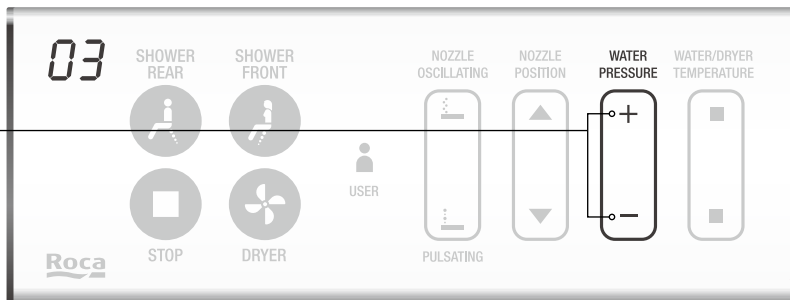 03
SHOWER
REAR
SHOWER
FRONT
NOZZLE
OSCILLATING
NOZZLE
POSITION
WATER
PRESSURE
WATER/DRYER
TEMPERATURE
+
USER
−
STOP
DRYER
PULSATING
Roca